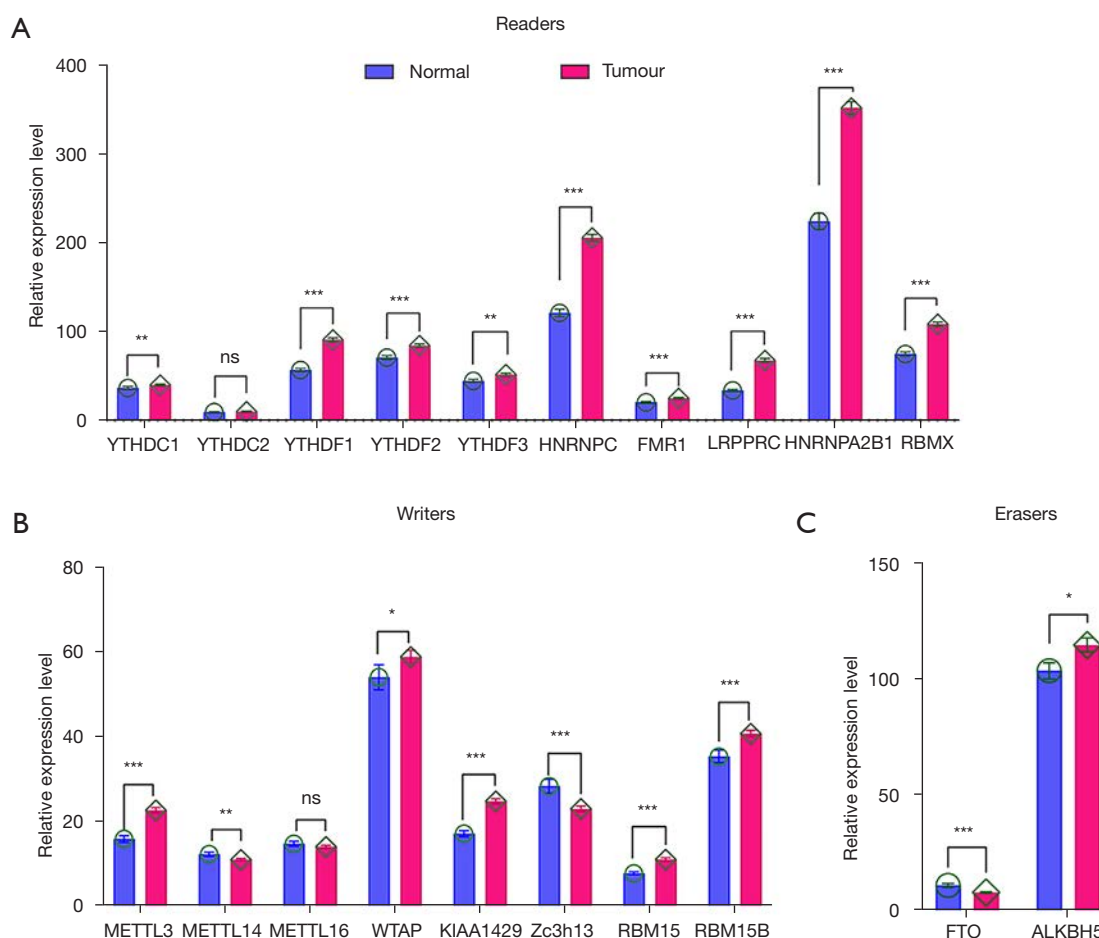 A
Readers
Normal
Tumour
Relative expression level
400
300
200
100
0
**
ns
***
***
**
***
***
***
***
***
YTHDC1 YTHDC2 YTHDF1 YTHDF2 YTHDF3 HNRNPC FMR1 LRPPRC HNRNPA2B1 RBMX
B
Writers
Relative expression level
80
60
40
20
0
***
**
ns
*
***
***
***
***
METTL3 METTL14 METTL16 WTAP KIAA1429 Zc3h13 RBM15 RBM15B
C
Erasers
Relative expression level
150
100
50
0
***
*
FTO ALKBH5